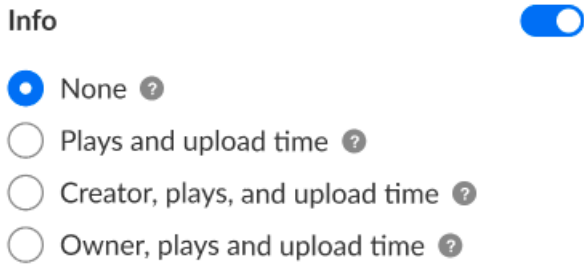 Info
None ?
Plays and upload time ?
Creator, plays, and upload time ?
Owner, plays and upload time ?